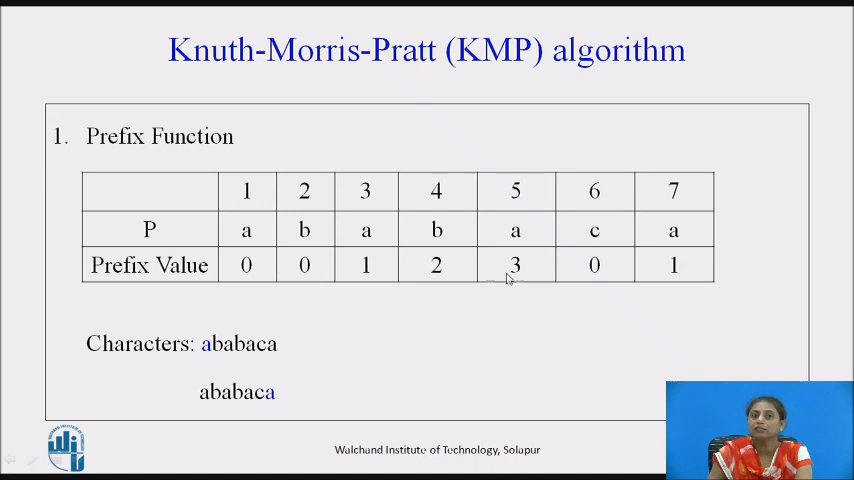 Knuth-Morris-Pratt (KMP) algorithm
1. Prefix Function
1 2 3 4 5 6 7
P a b a b a c a
Prefix Value 0 0 1 2 3 0 1
Characters: ababaca
ababaca
Walchand Institute of Technology, Solapur